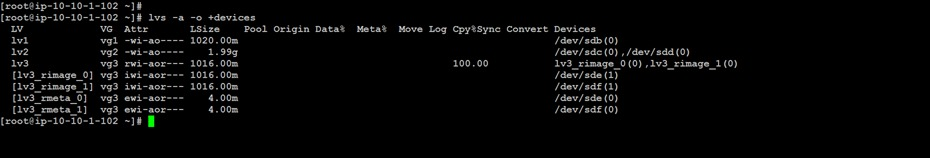 [root@ip-10-10-1-102 ~]#
[root@ip-10-10-1-102 ~]# lvs -a -o +devices
  LV             VG  Attr       LSize    Pool Origin Data%  Meta%  Move Log Cpy%Sync Convert Devices
  lv1            vg1 -wi-ao---- 1020.00m                                                     /dev/sdb(0)
  lv2            vg2 -wi-ao----    1.99g                                                     /dev/sdc(0),/dev/sdd(0)
  lv3            vg3 rwi-aor--- 1016.00m                                    100.00           lv3_rimage_0(0),lv3_rimage_1(0)
  [lv3_rimage_0] vg3 iwi-aor--- 1016.00m                                                     /dev/sde(1)
  [lv3_rimage_1] vg3 iwi-aor--- 1016.00m                                                     /dev/sdf(1)
  [lv3_rmeta_0]  vg3 ewi-aor---    4.00m                                                     /dev/sde(0)
  [lv3_rmeta_1]  vg3 ewi-aor---    4.00m                                                     /dev/sdf(0)
[root@ip-10-10-1-102 ~]#